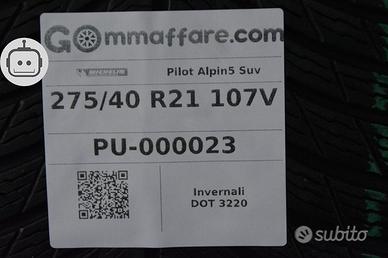 GOmmaffare.com
MICHELIN Pilot Alpin5 Suv
275/40 R21 107V
PU-000023
Invernali
DOT 3220
subito